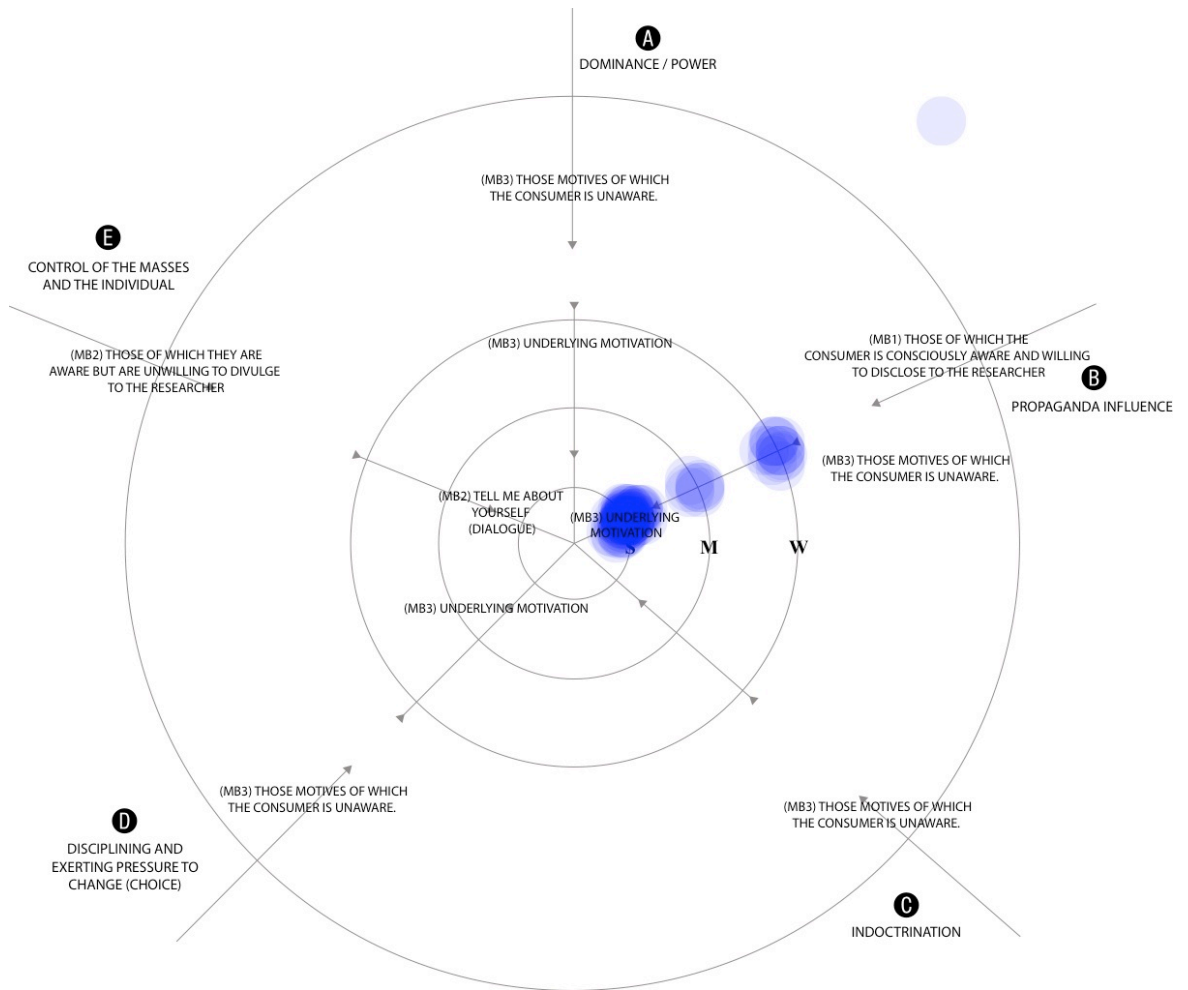 A
DOMINANCE / POWER
(MB3) THOSE MOTIVES OF WHICH
THE CONSUMER IS UNAWARE.
E
CONTROL OF THE MASSES
AND THE INDIVIDUAL
(MB2) THOSE OF WHICH THEY ARE
AWARE BUT ARE UNWILLING TO DIVULGE
TO THE RESEARCHER
(MB3) UNDERLYING MOTIVATION
(MB1) THOSE OF WHICH THE
CONSUMER IS CONSCIOUSLY AWARE AND WILLING
TO DISCLOSE TO THE RESEARCHER
B
PROPAGANDA INFLUENCE
(MB3) THOSE MOTIVES OF WHICH
THE CONSUMER IS UNAWARE.
(MB2) TELL ME ABOUT
YOURSELF
(DIALOGUE)
(MB3) UNDERLYING
MOTIVATION
S
M
W
(MB3) UNDERLYING MOTIVATION
(MB3) THOSE MOTIVES OF WHICH
THE CONSUMER IS UNAWARE.
D
DISCIPLINING AND
EXERTING PRESSURE TO
CHANGE (CHOICE)
(MB3) THOSE MOTIVES OF WHICH
THE CONSUMER IS UNAWARE.
C
INDOCTRINATION